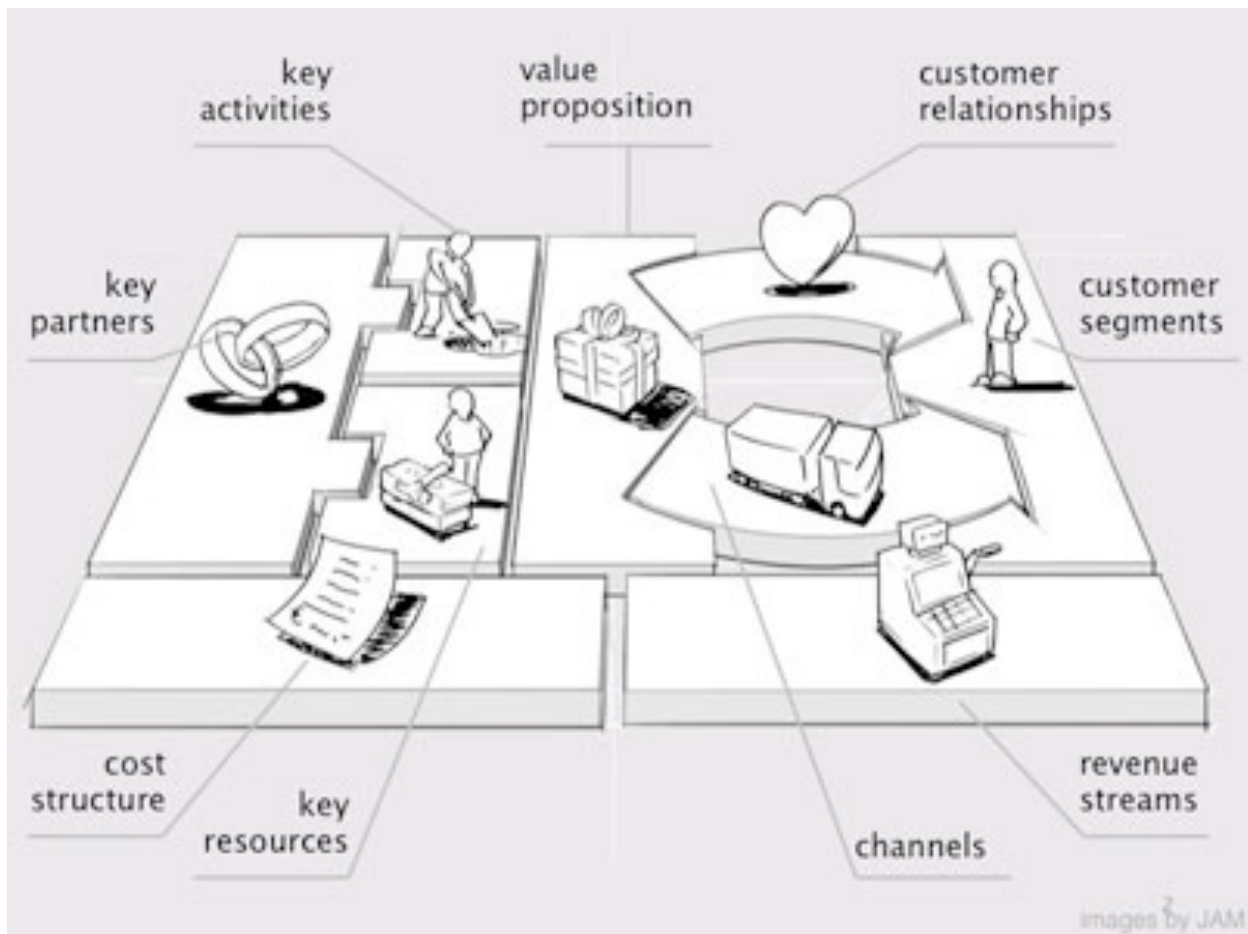 key
activities
value
proposition
customer
relationships
key
partners
customer
segments
cost
structure
key
resources
channels
revenue
streams
2
images by JAM